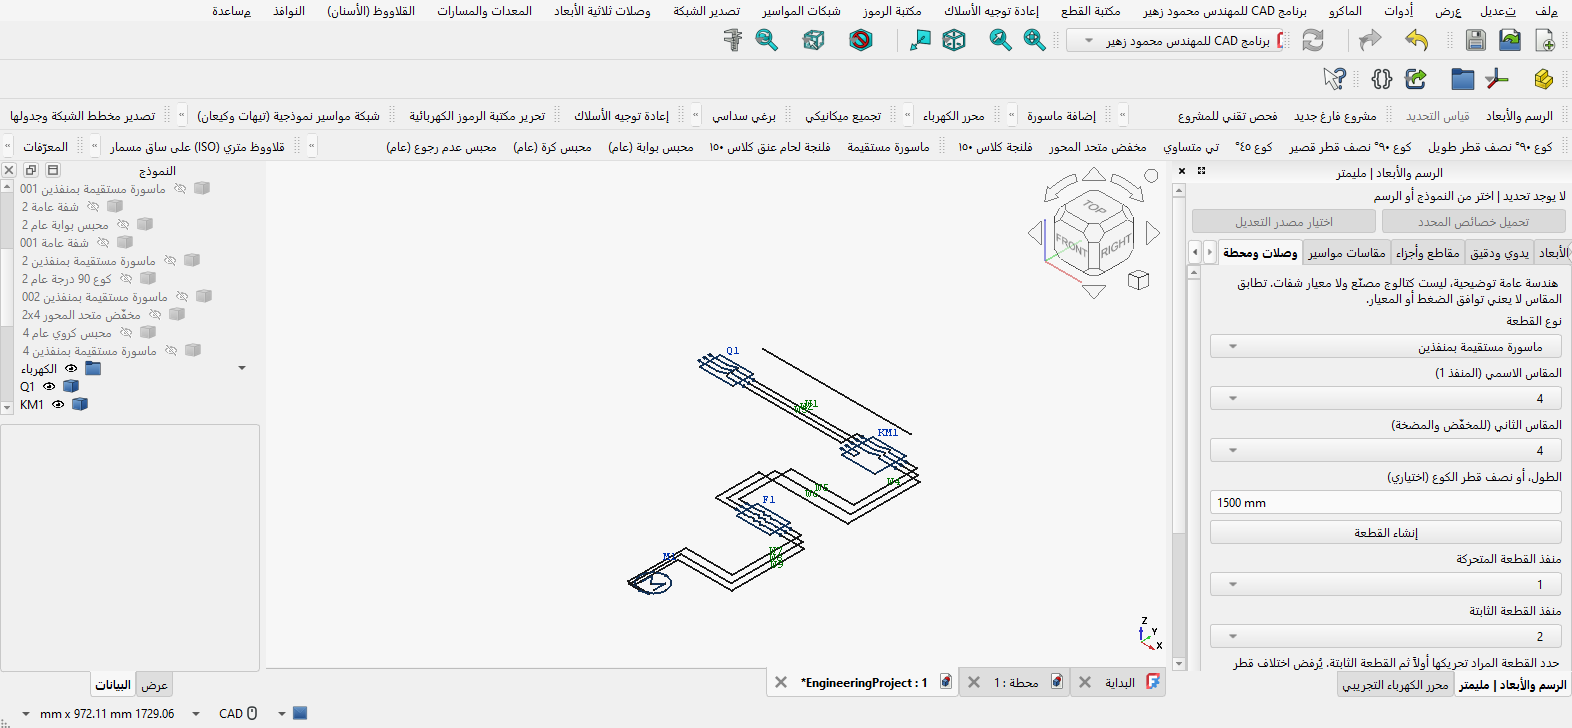 ملف تعديل عرض أدوات الماكرو برنامج CAD للمهندس محمود زهير مكتبة القطع إعادة توجيه الأسلاك مكتبة الرموز شبكات المواسير تصدير الشبكة وصلات ثلاثية الأبعاد المعدات والمسارات القلاووظ (الأسنان) النوافذ مساعدة
برنامج CAD للمهندس محمود زهير
الرسم والأبعاد قياس التحديد مشروع فارغ جديد فحص تقني للمشروع إضافة ماسورة محرر الكهرباء تجميع ميكانيكي برغي سداسي إعادة توجيه الأسلاك تحرير مكتبة الرموز الكهربائية شبكة مواسير نموذجية (تيهات وكيعان) تصدير مخطط الشبكة وجدولها
كوع ٩٠° نصف قطر طويل كوع ٩٠° نصف قطر قصير كوع ٤٥° تي متساوي مخفض متحد المحور فلنجة كلاس ١٥٠ ماسورة مستقيمة فلنجة لحام عنق كلاس ١٥٠ محبس بوابة (عام) محبس كرة (عام) محبس عدم رجوع (عام) قلاووظ متري (ISO) على ساق مسمار المعرّفات
النموذج
ماسورة مستقيمة بمنفذين 001
شفة عامة 2
محبس بوابة عام 2
شفة عامة 001
ماسورة مستقيمة بمنفذين 2
كوع 90 درجة عام 2
ماسورة مستقيمة بمنفذين 002
مخفّض متحد المحور 2x4
محبس كروي عام 4
ماسورة مستقيمة بمنفذين 4
الكهرباء
Q1
KM1
البيانات عرض
TOP
FRONT
RIGHT
Q1
KM1
W4
W5
F1
Z
Y
X
الرسم والأبعاد | مليمتر
لا يوجد تحديد | اختر من النموذج أو الرسم
تحميل خصائص المحدد
اختيار مصدر التعديل
الأبعاد يدوي ودقيق مقاطع وأجزاء مقاسات مواسير وصلات ومحطة
هندسة عامة توضيحية، ليست كتالوج مصنّع ولا معيار شفات. تطابق
المقاس لا يعني توافق الضغط أو المعيار.
نوع القطعة
ماسورة مستقيمة بمنفذين
المقاس الاسمي (المنفذ 1)
4
المقاس الثاني (للمخفّض والمضخة)
4
الطول، أو نصف قطر الكوع (اختياري)
1500 mm
إنشاء القطعة
منفذ القطعة المتحركة
1
منفذ القطعة الثابتة
2
حدد القطعة المراد تحريكها أولاً ثم القطعة الثابتة. يُرفض اختلاف قطر
الرسم والأبعاد | مليمتر محرر الكهرباء التجريبي
البداية
محطة : 1
EngineeringProject : 1*
mm x 972.11 mm 1729.06
CAD